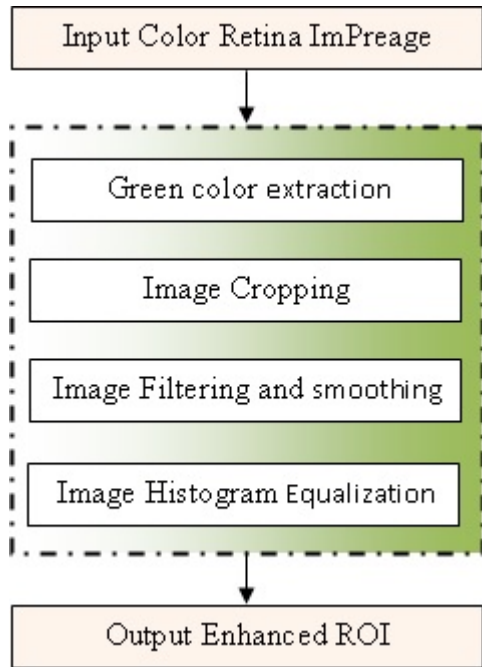 Input Color Retina ImPreage
Green color extraction
Image Cropping
Image Filtering and smoothing
Image Histogram Equalization
Output Enhanced ROI